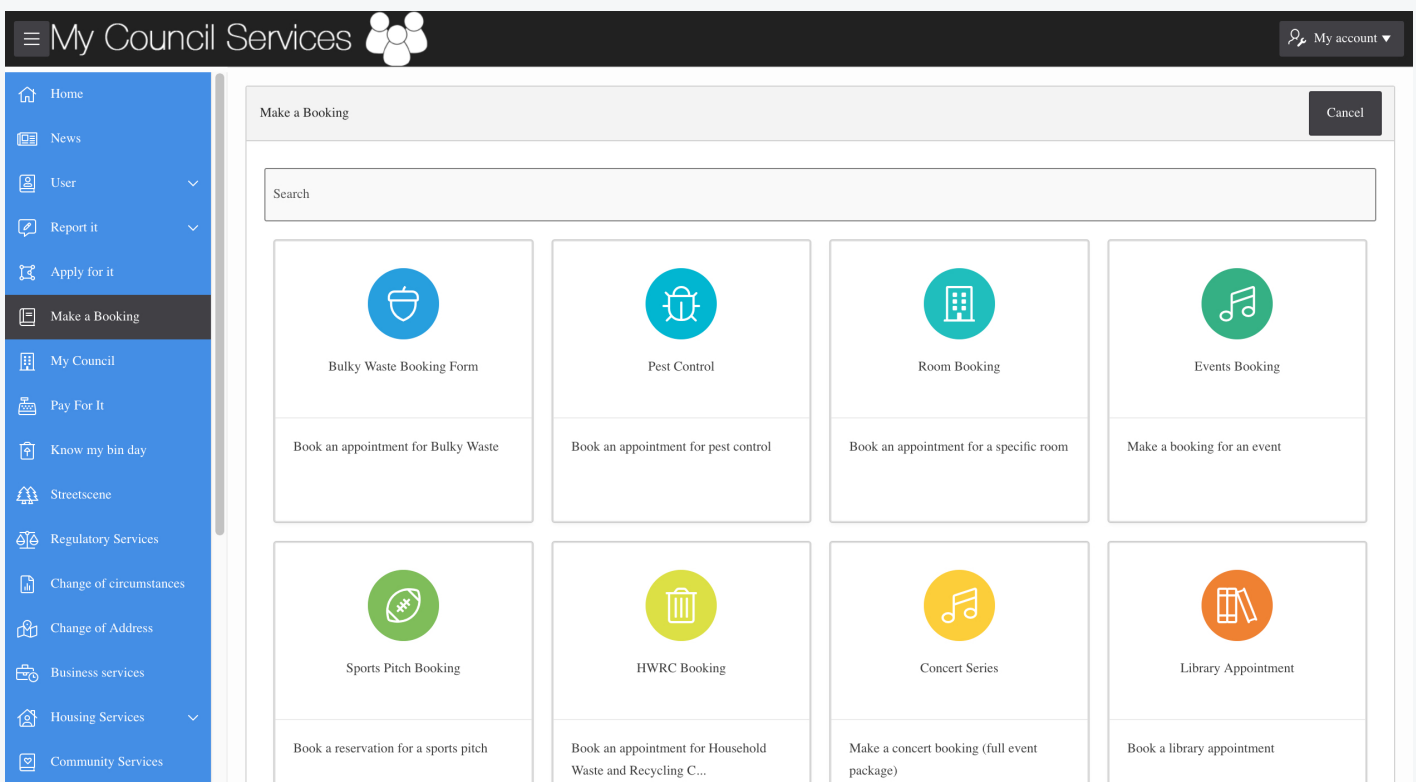 My Council Services
My account ▼
Home
News
User
Report it
Apply for it
Make a Booking
My Council
Pay For It
Know my bin day
Streetscene
Regulatory Services
Change of circumstances
Change of Address
Business services
Housing Services
Community Services
Make a Booking
Cancel
Search
Bulky Waste Booking Form
Book an appointment for Bulky Waste
Pest Control
Book an appointment for pest control
Room Booking
Book an appointment for a specific room
Events Booking
Make a booking for an event
Sports Pitch Booking
Book a reservation for a sports pitch
HWRC Booking
Book an appointment for Household
Waste and Recycling C...
Concert Series
Make a concert booking (full event
package)
Library Appointment
Book a library appointment